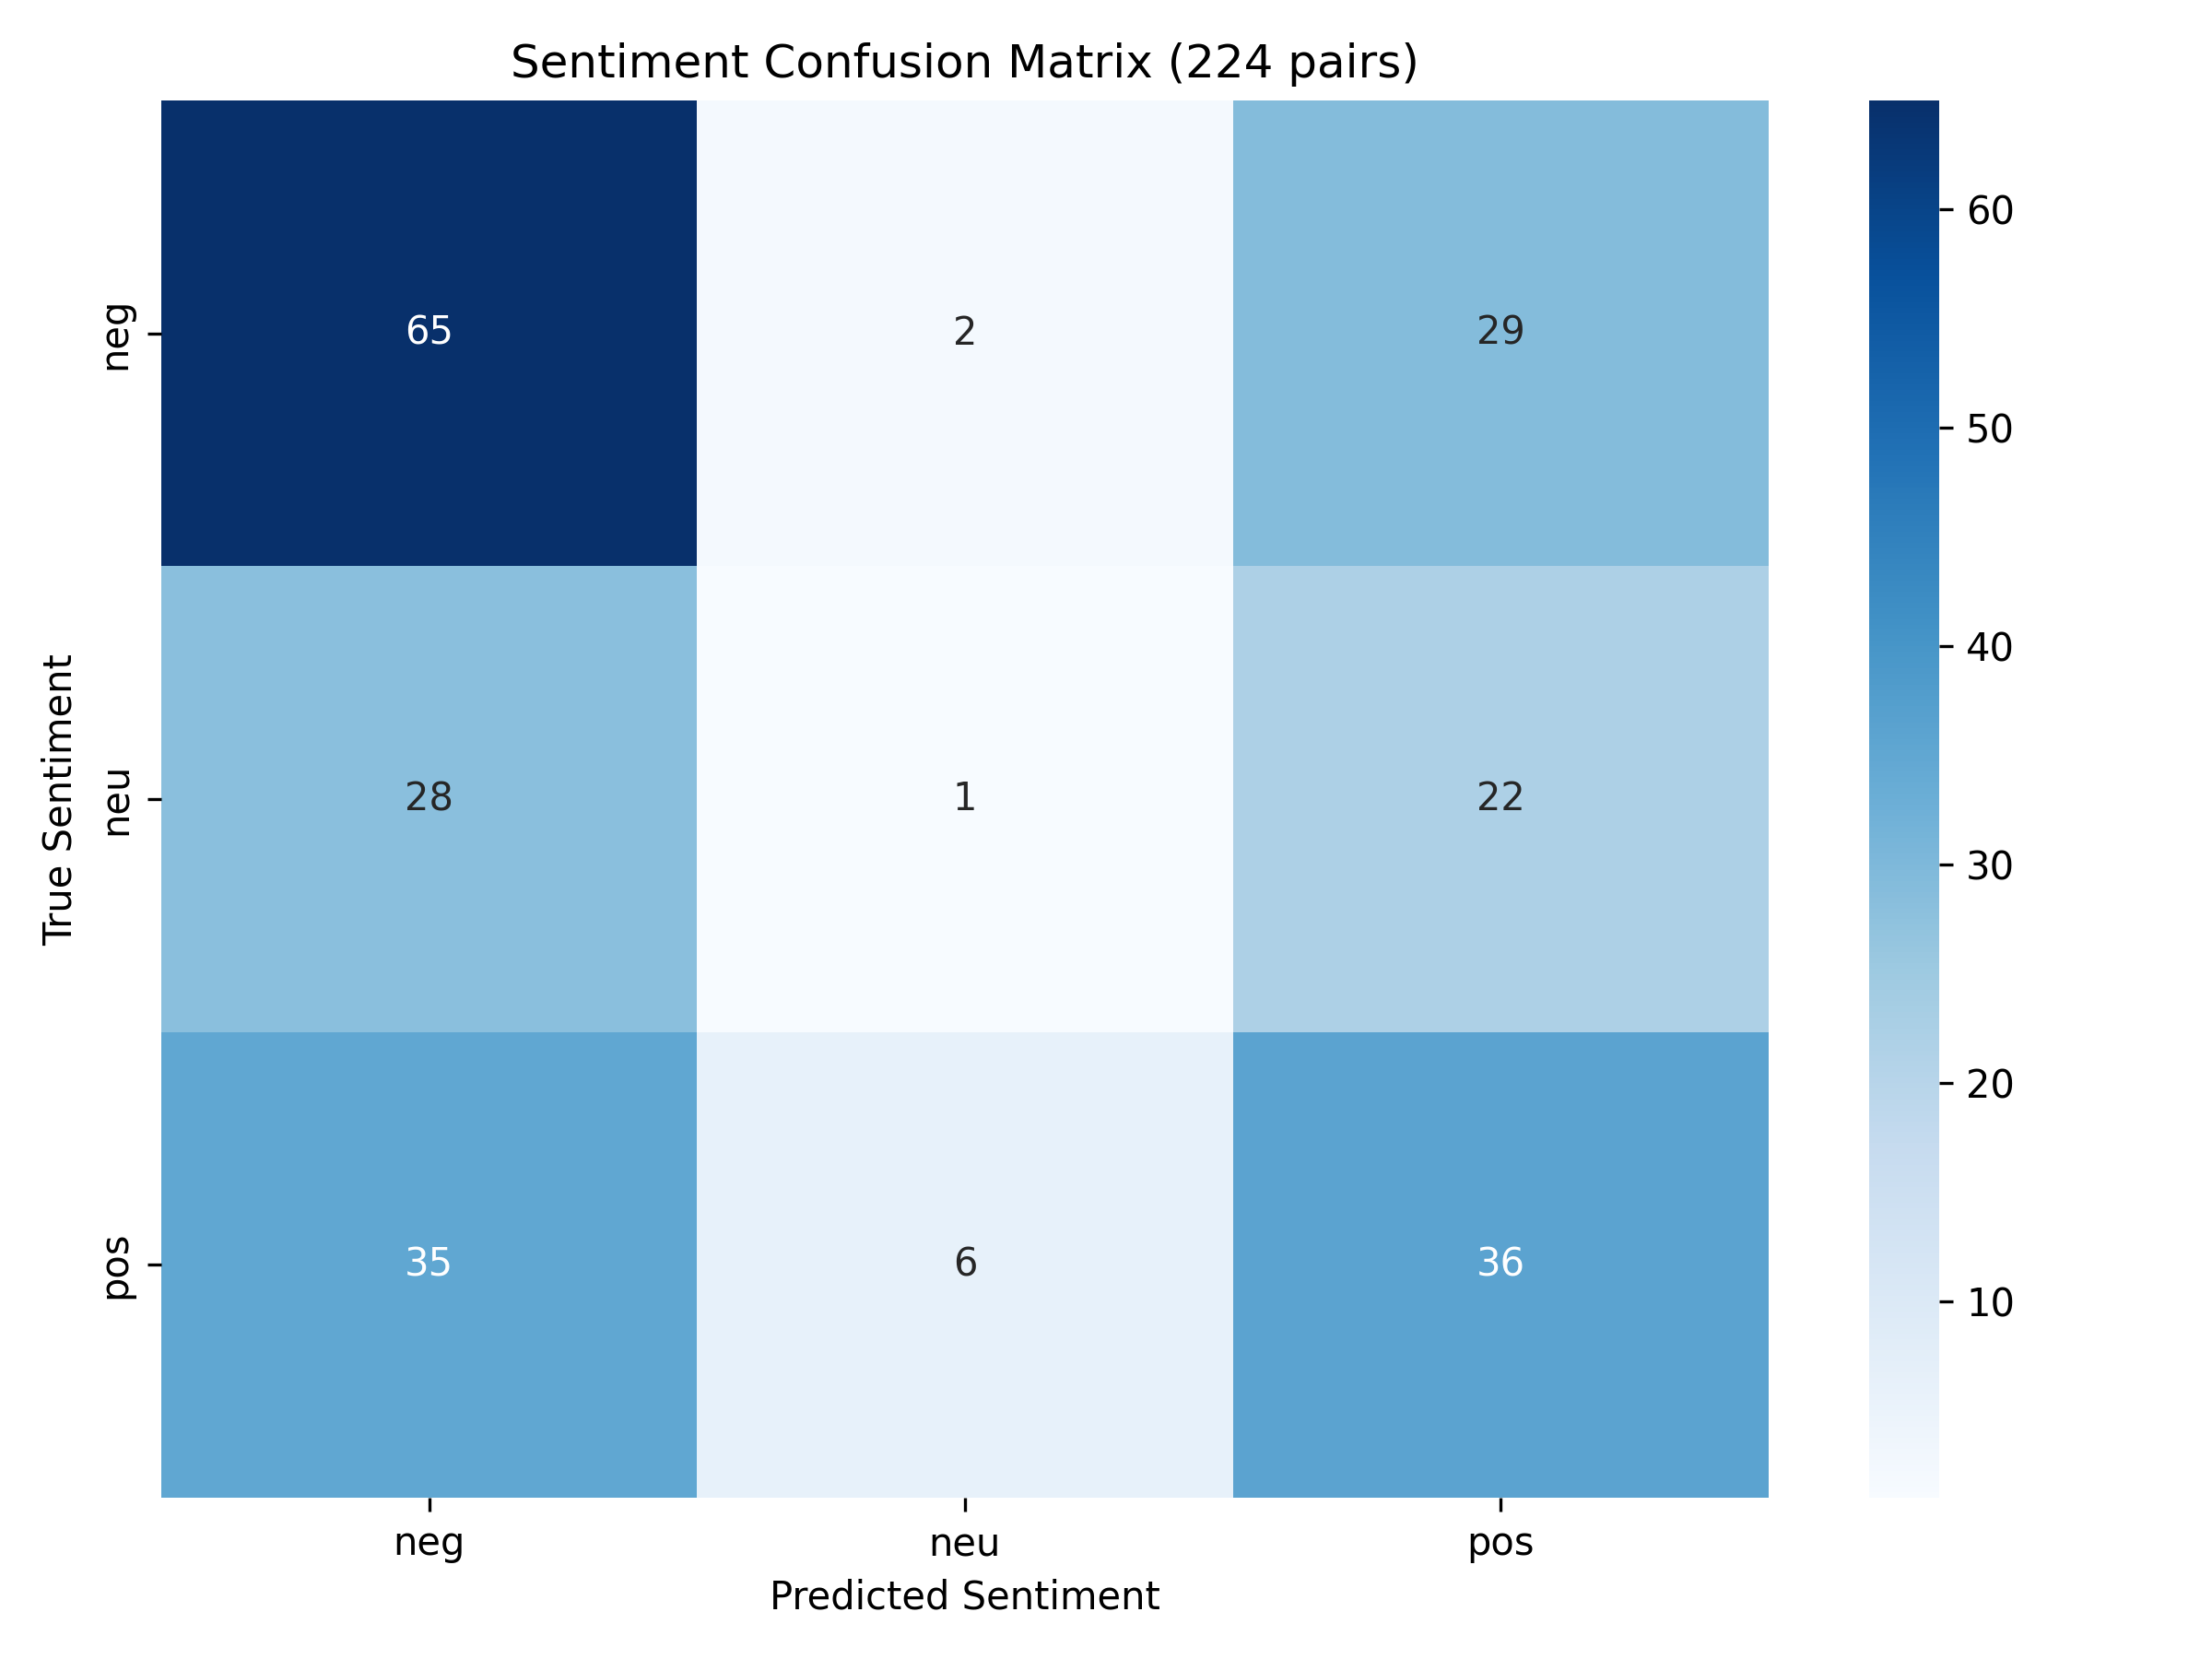 Sentiment Confusion Matrix (224 pairs)
True Sentiment
neg
65
2
29
neu
28
1
22
pos
35
6
36
neg
neu
pos
Predicted Sentiment
60
50
40
30
20
10